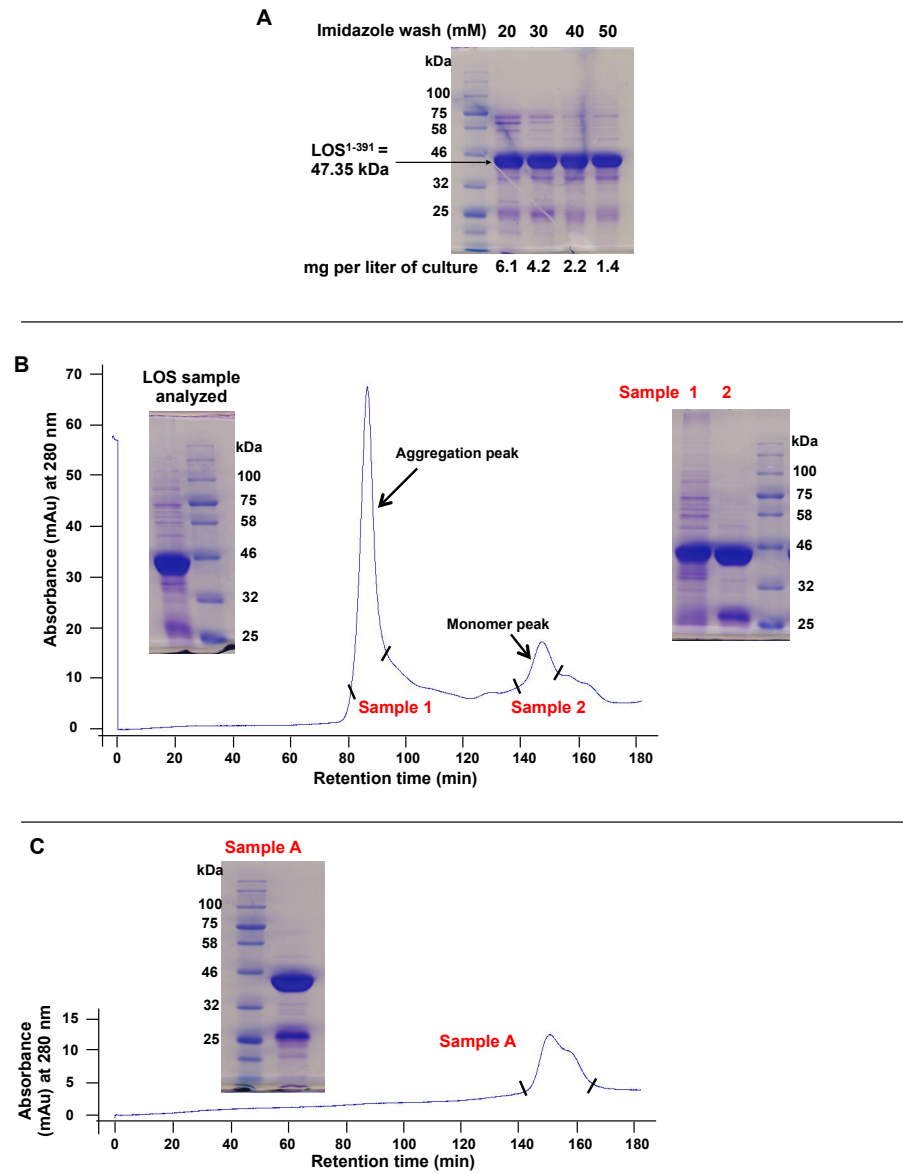 A
Imidazole wash (mM) 20 30 40 50
kDa
100
75
58
46
32
25
LOS¹⁻³⁹¹ =
47.35 kDa
mg per liter of culture 6.1 4.2 2.2 1.4
B
Absorbance (mAu) at 280 nm
70
60
50
40
30
20
10
0
LOS sample
analyzed
kDa
100
75
58
46
32
25
Aggregation peak
Monomer peak
Sample 1
Sample 2
Sample 1 2
kDa
100
75
58
46
32
25
0 20 40 60 80 100 120 140 160 180
Retention time (min)
C
Sample A
kDa
100
75
58
46
32
25
Absorbance
(mAu) at 280 nm
15
10
5
0
Sample A
0 20 40 60 80 100 120 140 160 180
Retention time (min)